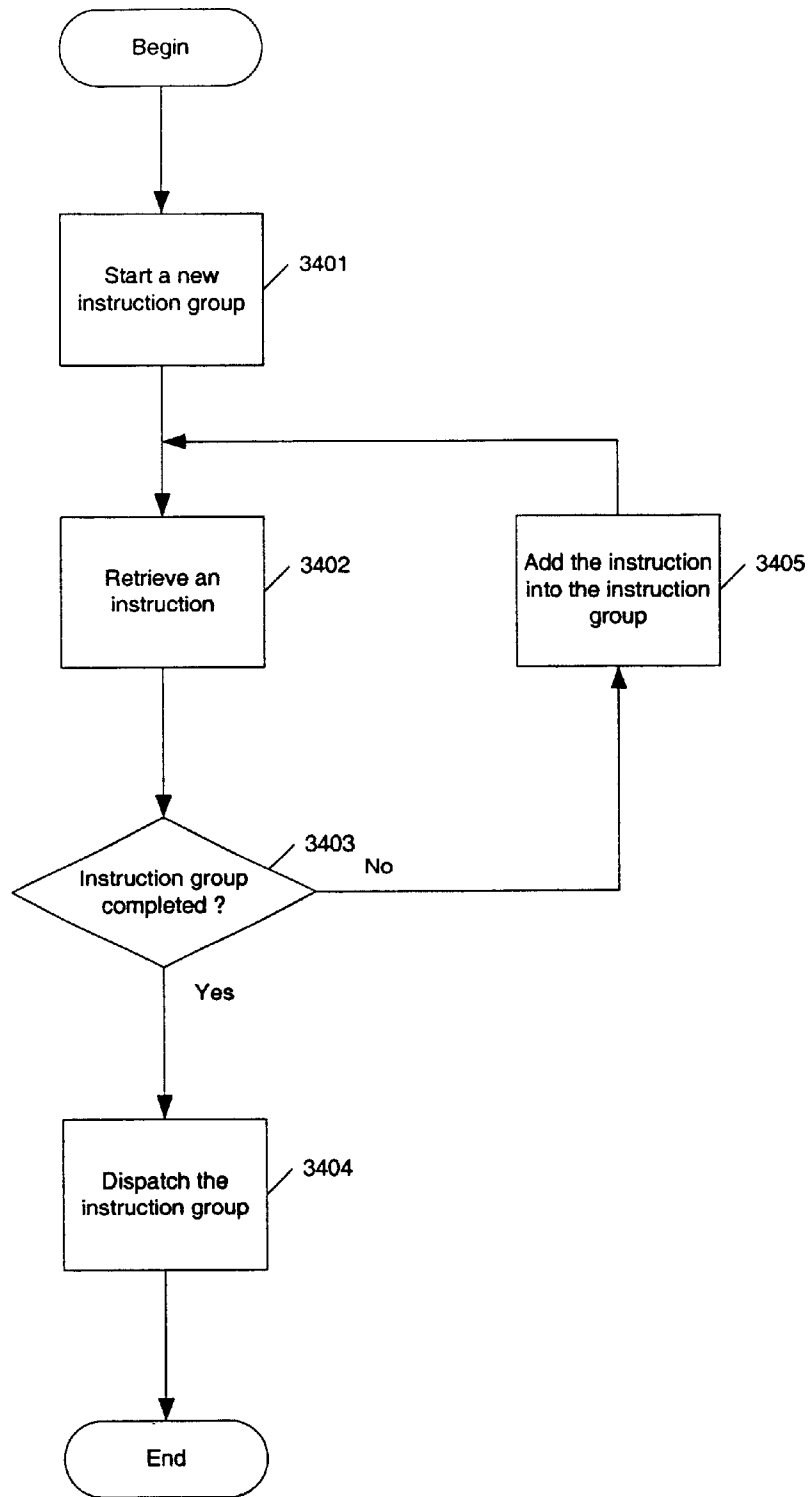 Begin
Start a new
instruction group
3401
Retrieve an
instruction
3402
Add the instruction
into the instruction
group
3405
Instruction group
completed ?
3403
No
Yes
Dispatch the
instruction group
3404
End